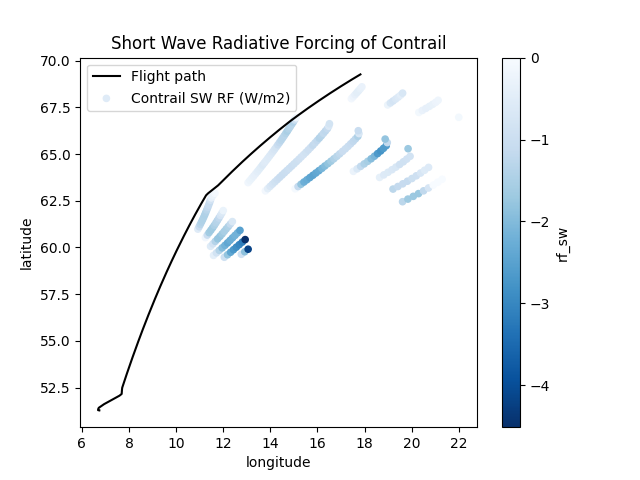 Short Wave Radiative Forcing of Contrail
Flight path
Contrail SW RF (W/m2)
70.0
67.5
65.0
62.5
60.0
57.5
55.0
52.5
latitude
6 8 10 12 14 16 18 20 22
longitude
0
−1
−2
−3
−4
rf_sw